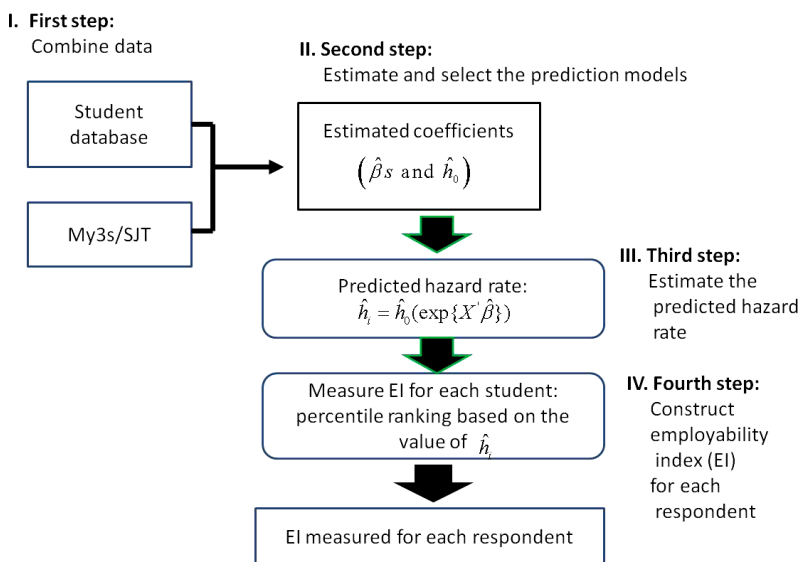 I. First step:
Combine data
Student
database
My3s/SJT
II. Second step:
Estimate and select the prediction models
Estimated coefficients
(β̂s and ĥ₀)
Predicted hazard rate:
ĥᵢ = ĥ₀(exp{X'β̂})
III. Third step:
Estimate the
predicted hazard
rate
Measure EI for each student:
percentile ranking based on the
value of ĥᵢ
IV. Fourth step:
Construct
employability
index (EI)
for each
respondent
EI measured for each respondent